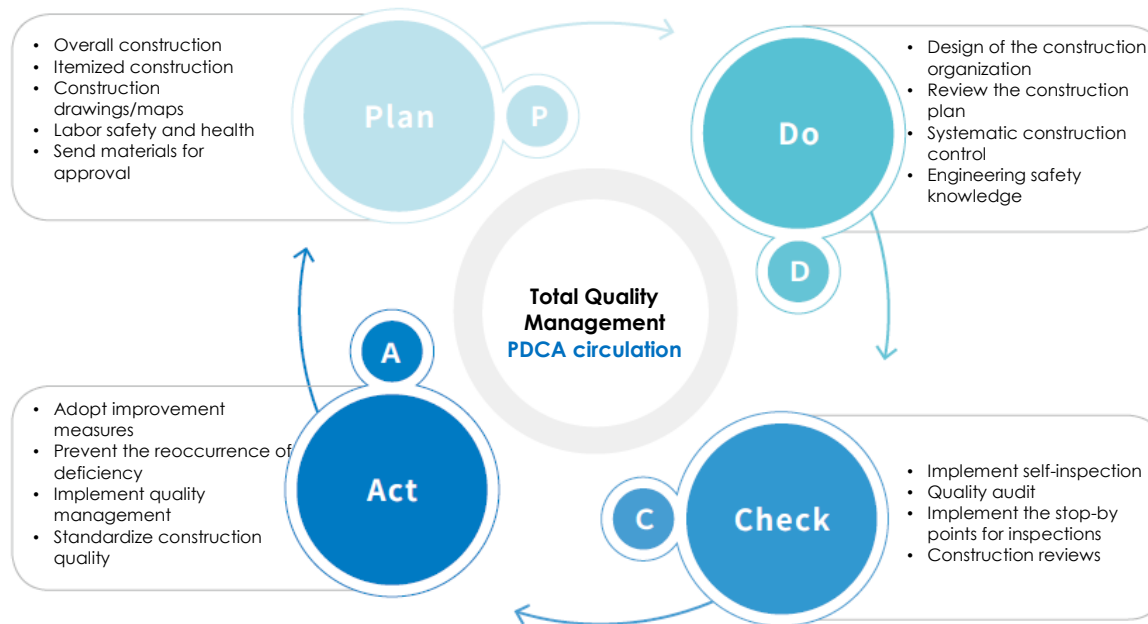 • Overall construction
• Itemized construction
• Construction
drawings/maps
• Labor safety and health
• Send materials for
approval
Plan
P
• Design of the construction
organization
• Review the construction
plan
• Systematic construction
control
• Engineering safety
knowledge
Do
D
Total Quality
Management
PDCA circulation
• Adopt improvement
measures
• Prevent the reoccurrence of
deficiency
• Implement quality
management
• Standardize construction
quality
A
Act
C
Check
• Implement self-inspection
• Quality audit
• Implement the stop-by
points for inspections
• Construction reviews